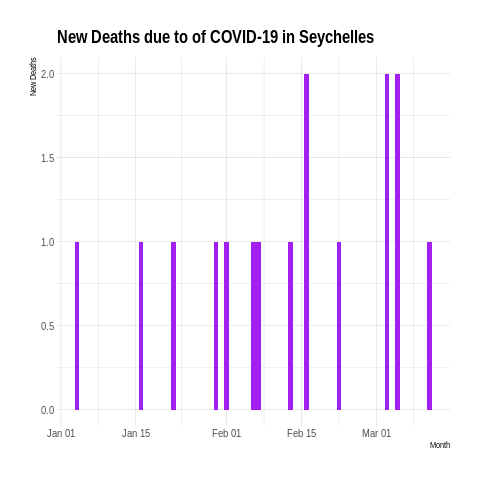 New Deaths due to of COVID-19 in Seychelles
New Deaths
2.0
1.5
1.0
0.5
0.0
Jan 01 Jan 15 Feb 01 Feb 15 Mar 01
Month